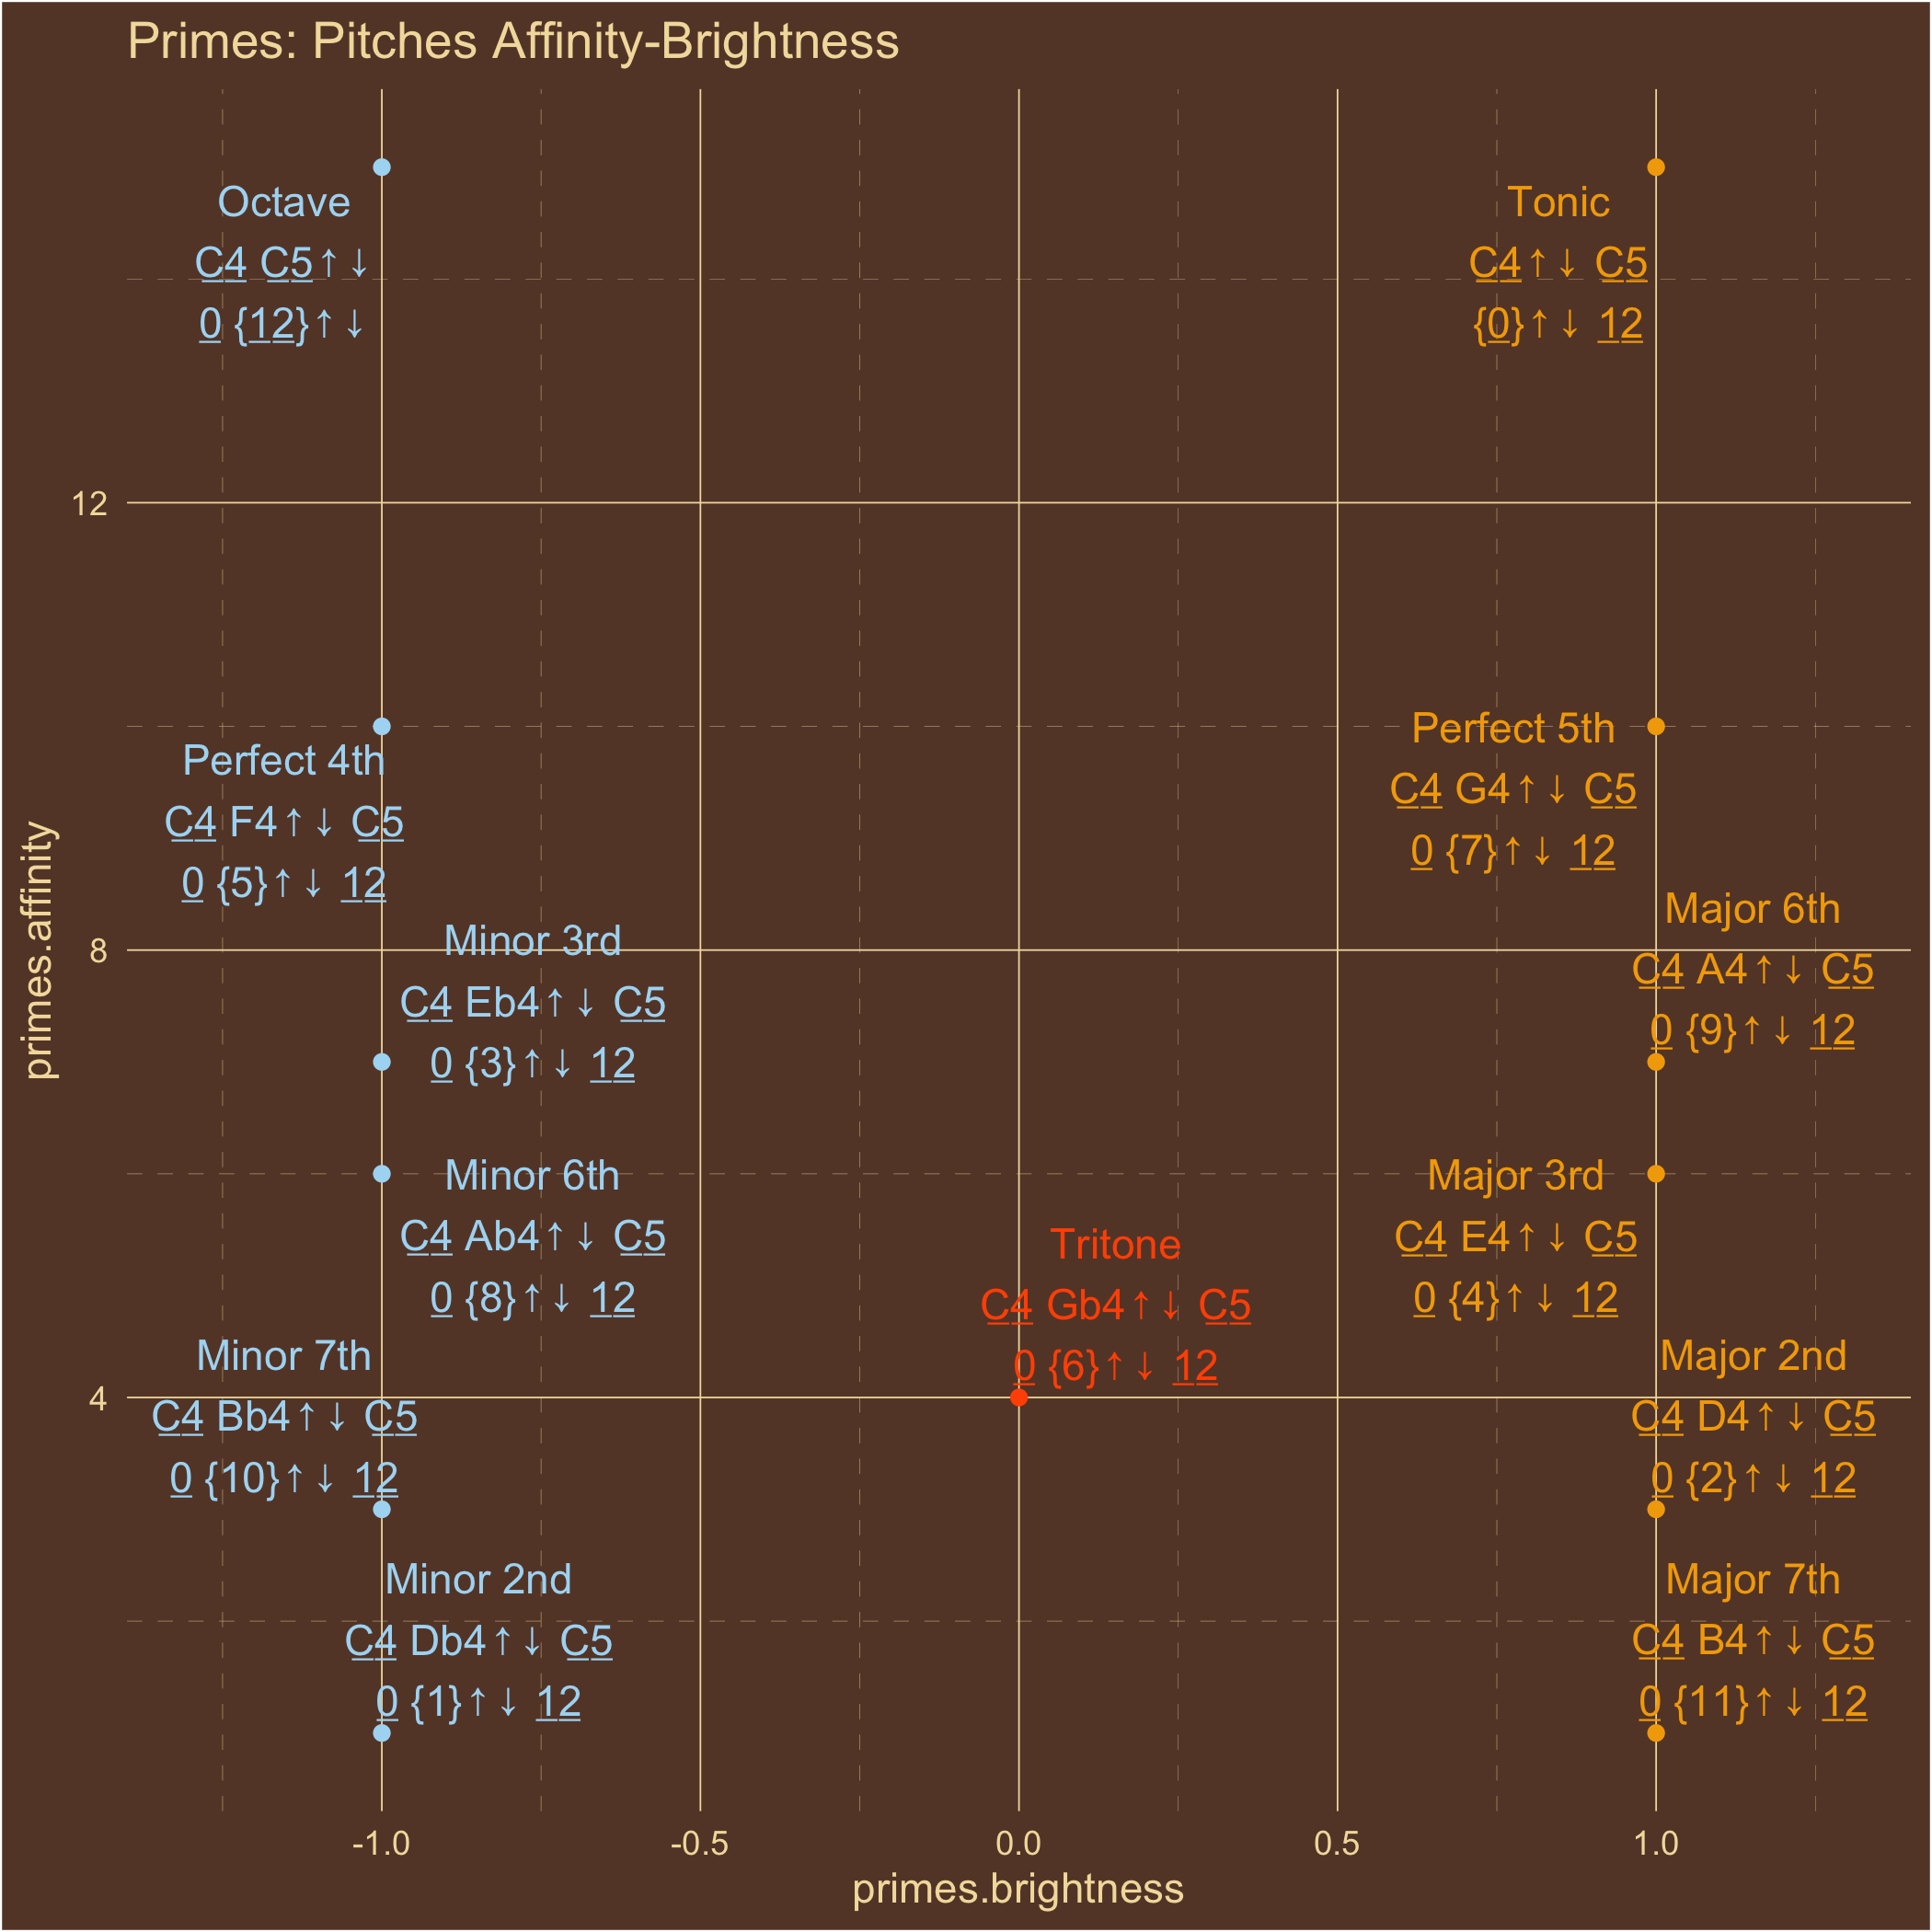 Primes: Pitches Affinity-Brightness
Octave
C4 C5↑↓
0 {12}↑↓
Tonic
C4↑↓ C5
{0}↑↓ 12
12
Perfect 4th
C4 F4↑↓ C5
0 {5}↑↓ 12
Perfect 5th
C4 G4↑↓ C5
0 {7}↑↓ 12
primes.affinity
8
Minor 3rd
C4 Eb4↑↓ C5
0 {3}↑↓ 12
Major 6th
C4 A4↑↓ C5
0 {9}↑↓ 12
Minor 6th
C4 Ab4↑↓ C5
0 {8}↑↓ 12
Tritone
C4 Gb4↑↓ C5
0 {6}↑↓ 12
Major 3rd
C4 E4↑↓ C5
0 {4}↑↓ 12
4
Minor 7th
C4 Bb4↑↓ C5
0 {10}↑↓ 12
Major 2nd
C4 D4↑↓ C5
0 {2}↑↓ 12
Minor 2nd
C4 Db4↑↓ C5
0 {1}↑↓ 12
Major 7th
C4 B4↑↓ C5
0 {11}↑↓ 12
-1.0 -0.5 0.0 0.5 1.0
primes.brightness